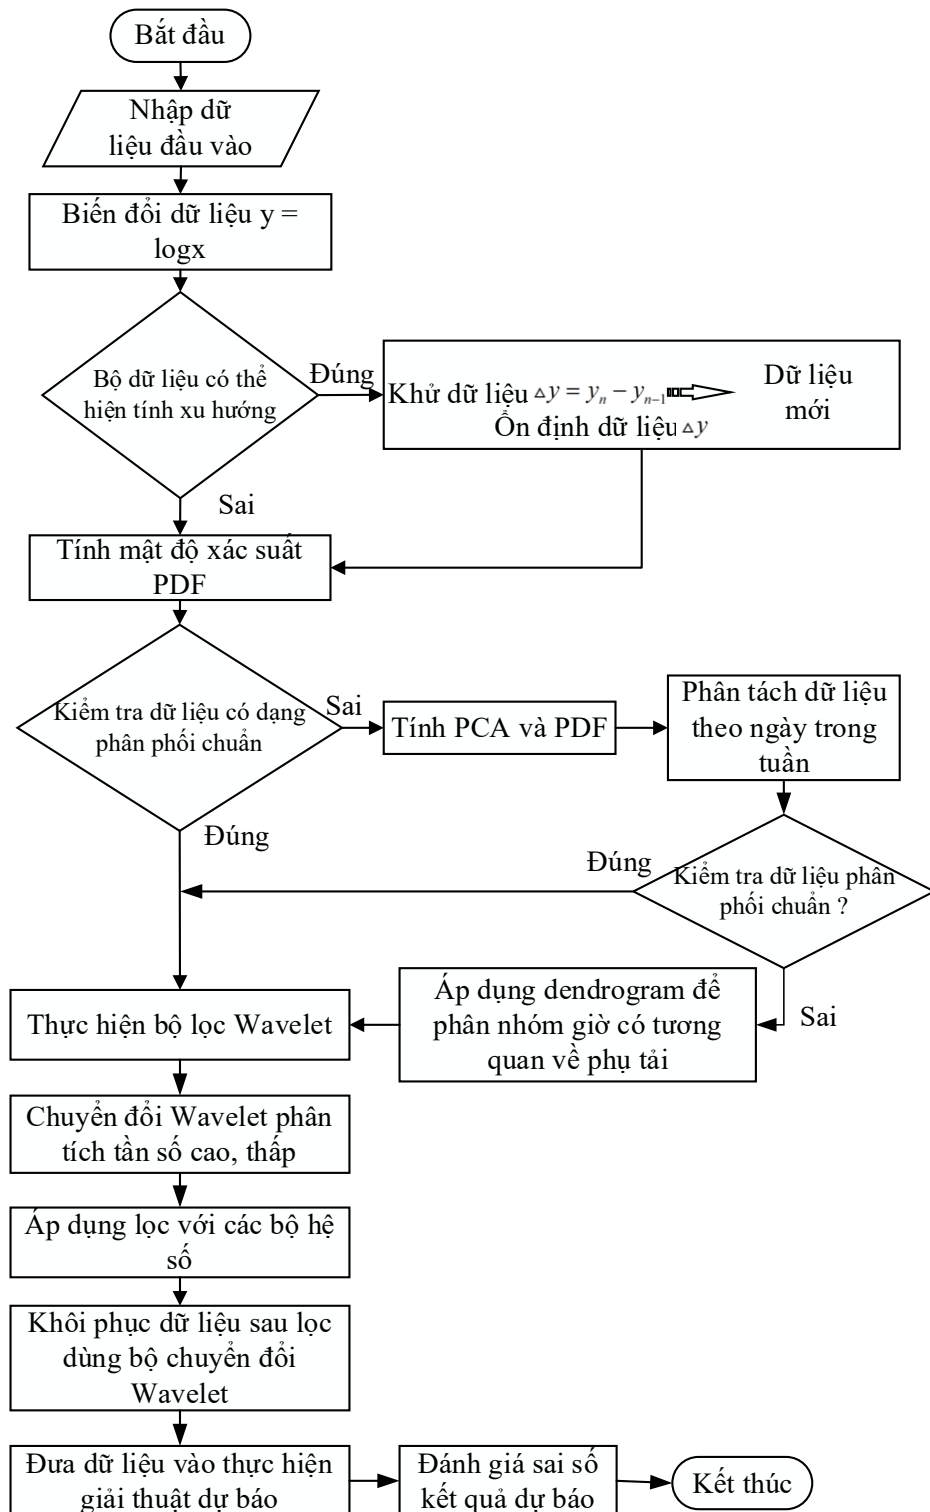 Bắt đầu
Nhập dữ
liệu đầu vào
Biến đổi dữ liệu y =
logx
Bộ dữ liệu có thể
hiện tính xu hướng
Đúng
Khử dữ liệu △y = yₙ − yₙ₋₁
Ổn định dữ liệu △y
Dữ liệu
mới
Sai
Tính mật độ xác suất
PDF
Kiểm tra dữ liệu có dạng
phân phối chuẩn
Sai
Tính PCA và PDF
Phân tách dữ liệu
theo ngày trong
tuần
Đúng
Đúng
Kiểm tra dữ liệu phân
phối chuẩn ?
Sai
Áp dụng dendrogram để
phân nhóm giờ có tương
quan về phụ tải
Thực hiện bộ lọc Wavelet
Chuyển đổi Wavelet phân
tích tần số cao, thấp
Áp dụng lọc với các bộ hệ
số
Khôi phục dữ liệu sau lọc
dùng bộ chuyển đổi
Wavelet
Đưa dữ liệu vào thực hiện
giải thuật dự báo
Đánh giá sai số
kết quả dự báo
Kết thúc